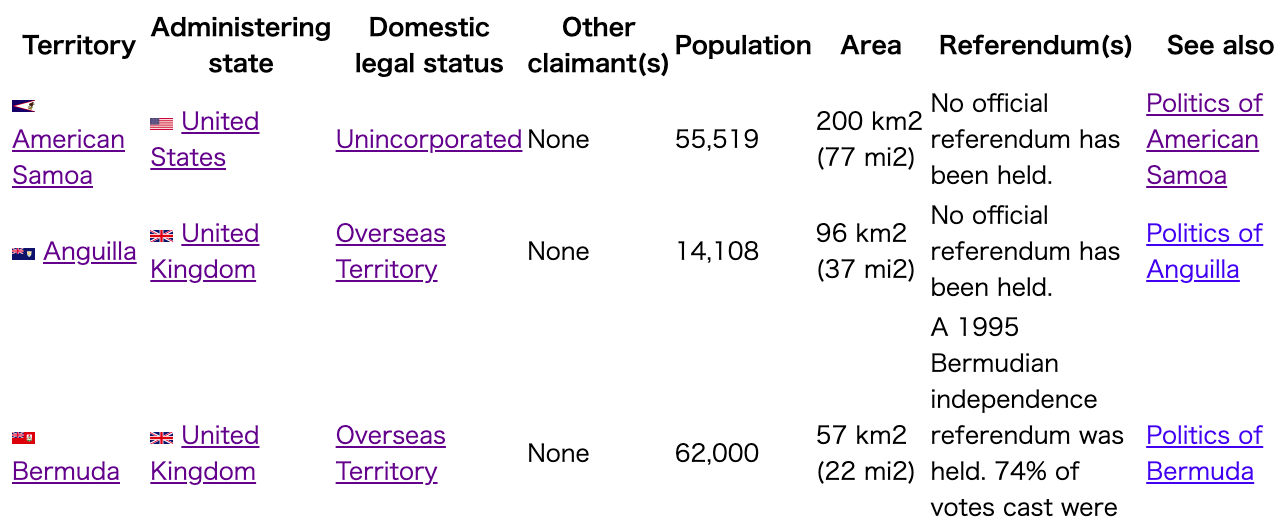 Territory Administering state Domestic legal status Other claimant(s) Population Area Referendum(s) See also
American Samoa United States Unincorporated None 55,519 200 km2 (77 mi2) No official referendum has been held. Politics of American Samoa
Anguilla United Kingdom Overseas Territory None 14,108 96 km2 (37 mi2) No official referendum has been held. Politics of Anguilla
Bermuda United Kingdom Overseas Territory None 62,000 57 km2 (22 mi2) A 1995 Bermudian independence referendum was held. 74% of votes cast were Politics of Bermuda